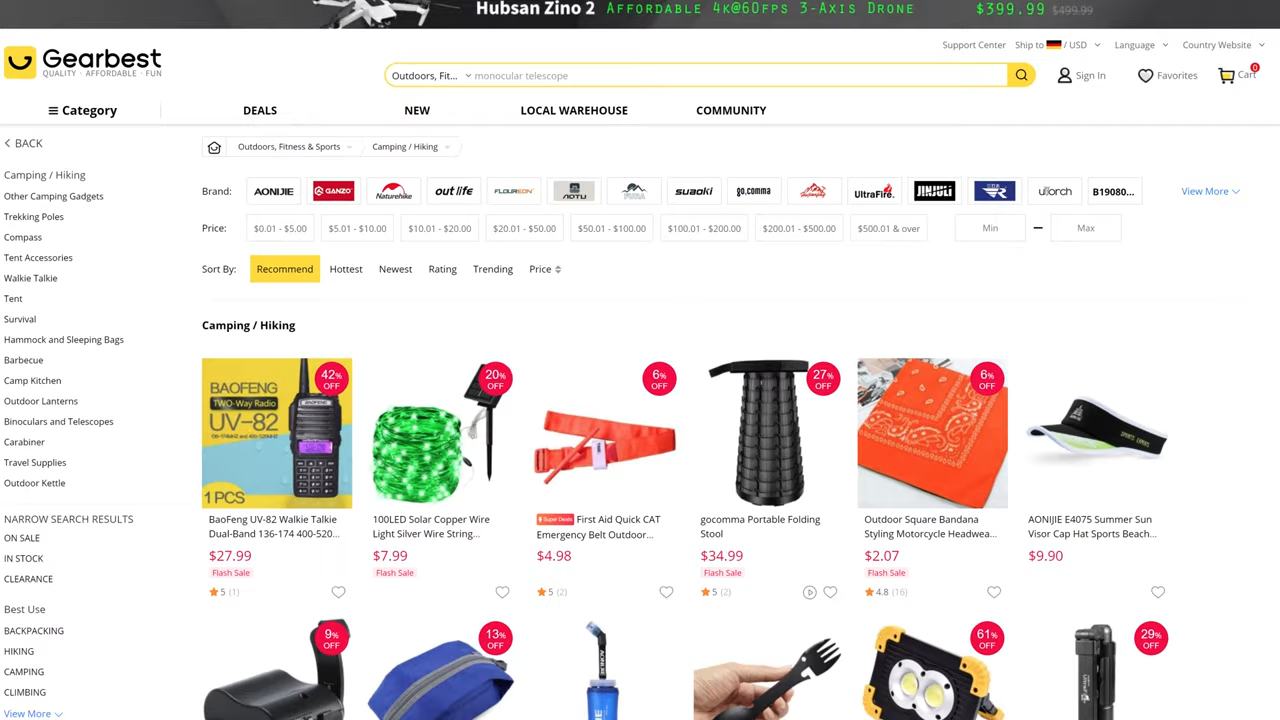 Hubsan Zino 2 Affordable 4K@60fps 3-Axis Drone $399.99 $499.99
Support Center Ship to / USD Language Country Website
Gearbest
QUALITY · AFFORDABLE · FUN
Outdoors, Fit... monocular telescope
Sign In Favorites Cart 0
Category DEALS NEW LOCAL WAREHOUSE COMMUNITY
BACK
Outdoors, Fitness & Sports Camping / Hiking
Camping / Hiking
Other Camping Gadgets
Trekking Poles
Compass
Tent Accessories
Walkie Talkie
Tent
Survival
Hammock and Sleeping Bags
Barbecue
Camp Kitchen
Outdoor Lanterns
Binoculars and Telescopes
Carabiner
Travel Supplies
Outdoor Kettle
NARROW SEARCH RESULTS
ON SALE
IN STOCK
CLEARANCE
Best Use
BACKPACKING
HIKING
CAMPING
CLIMBING
View More
Brand: AONIJIE GANZO Naturehike out life FLOUREON AOTU FURA suaoki go.comma UltraFire. JINJULI utorch B19080... View More
Price: $0.01 - $5.00 $5.01 - $10.00 $10.01 - $20.00 $20.01 - $50.00 $50.01 - $100.00 $100.01 - $200.00 $200.01 - $500.00 $500.01 & over Min Max
Sort By: Recommend Hottest Newest Rating Trending Price
Camping / Hiking
BAOFENG
TWO-Way Radio
UV-82
1 PCS
42% OFF
BaoFeng UV-82 Walkie Talkie
Dual-Band 136-174 400-520...
$27.99
Flash Sale
5 (1)
20% OFF
100LED Solar Copper Wire
Light Silver Wire String...
$7.99
Flash Sale
6% OFF
Super Deals First Aid Quick CAT
Emergency Belt Outdoor...
$4.98
5 (2)
27% OFF
gocomma Portable Folding
Stool
$34.99
Flash Sale
5 (2)
6% OFF
Outdoor Square Bandana
Styling Motorcycle Headwea...
$2.07
Flash Sale
4.8 (16)
SPORTS
AONIJIE E4075 Summer Sun
Visor Cap Hat Sports Beach...
$9.90
9% OFF
13% OFF
AONIJIE
61% OFF
29% OFF